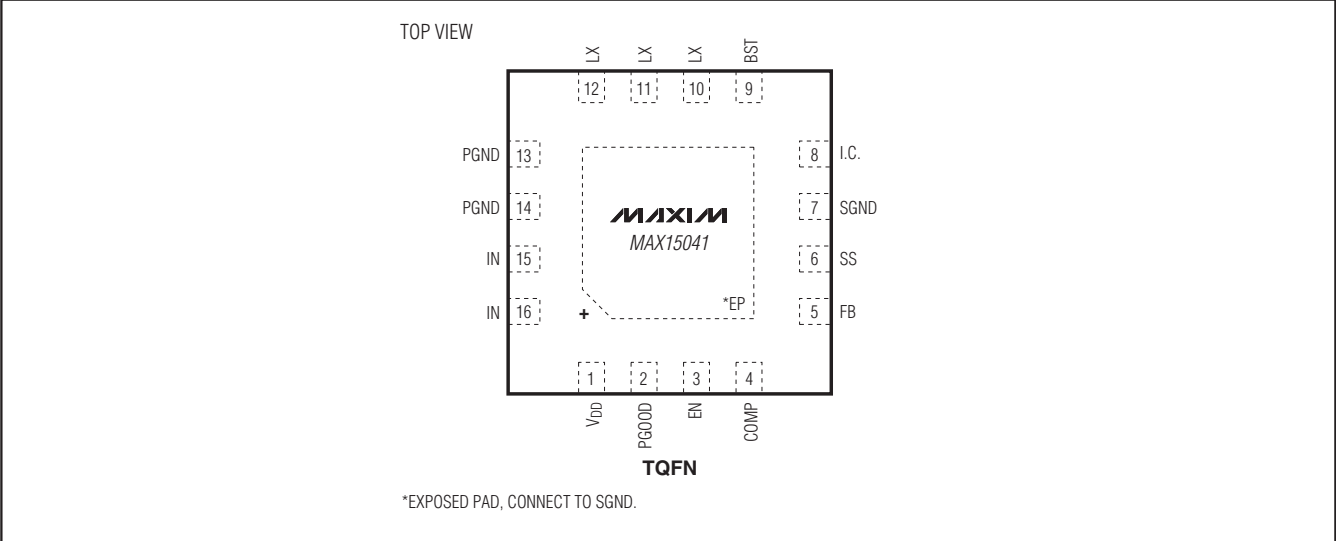 TOP VIEW
LX LX LX BST
12 11 10 9
PGND 13
8 I.C.
PGND 14
7 SGND
MAXIM
MAX15041
IN 15
6 SS
*EP
IN 16
5 FB
+
1 2 3 4
VDD PGOOD EN COMP
TQFN
*EXPOSED PAD, CONNECT TO SGND.